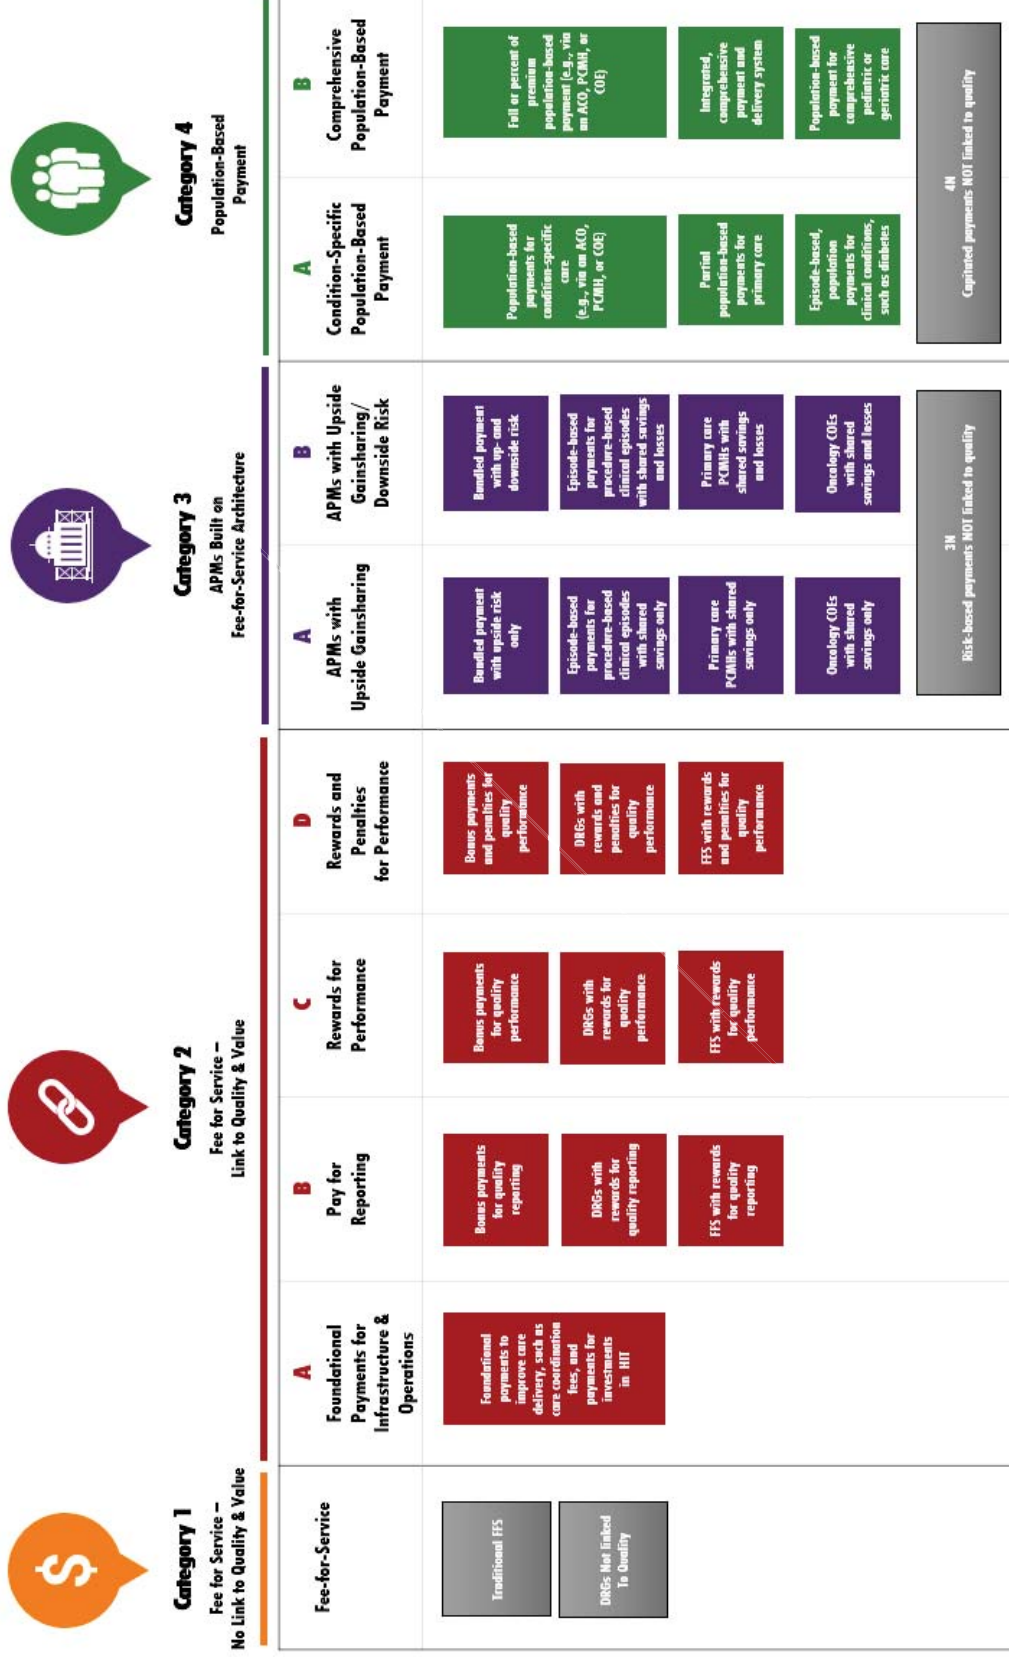 Category 1
Fee for Service –
No Link to Quality & Value
Category 2
Fee for Service –
Link to Quality & Value
Category 3
APMs Built on
Fee-for-Service Architecture
Category 4
Population-Based
Payment
Fee-for-Service
A
Foundational
Payments for
Infrastructure &
Operations
B
Pay for
Reporting
C
Rewards for
Performance
D
Rewards and
Penalties
for Performance
A
APMs with
Upside Gainsharing
B
APMs with Upside
Gainsharing/
Downside Risk
A
Condition-Specific
Population-Based
Payment
B
Comprehensive
Population-Based
Payment
Traditional FFS
DRGs Not linked
To Quality
Foundational
payments to
improve care
delivery, such as
care coordination
fees, and
payments for
investments
in HIT
Bonus payments
for quality
reporting
DRGs with
rewards for
quality reporting
FFS with rewards
for quality
reporting
Bonus payments
for quality
performance
DRGs with
rewards for
quality
performance
FFS with rewards
for quality
performance
Bonus payments
and penalties for
quality
performance
DRGs with
rewards and
penalties for
quality
performance
FFS with rewards
and penalties for
quality
performance
Bundled payment
with upside risk
only
Episode-based
payments for
procedure-based
clinical episodes
with shared
savings only
Primary care
PCMHs with shared
savings only
Oncology COEs
with shared
savings only
Bundled payment
with up- and
downside risk
Episode-based
payments for
procedure-based
clinical episodes
with shared savings
and losses
Primary care
PCMHs with
shared savings
and losses
Oncology COEs
with shared
savings and losses
3N
Risk-based payments NOT linked to quality
Population-based
payments for
condition-specific
care
(e.g., via an ACO,
PCMH, or COE)
Partial
population-based
payments for
primary care
Episode-based,
population
payments for
clinical conditions,
such as diabetes
Full or percent of
premium
population-based
payment (e.g., via
an ACO, PCMH, or
COE)
Integrated,
comprehensive
payment and
delivery system
Population-based
payment for
comprehensive
pediatric or
geriatric care
4N
Capitated payments NOT linked to quality